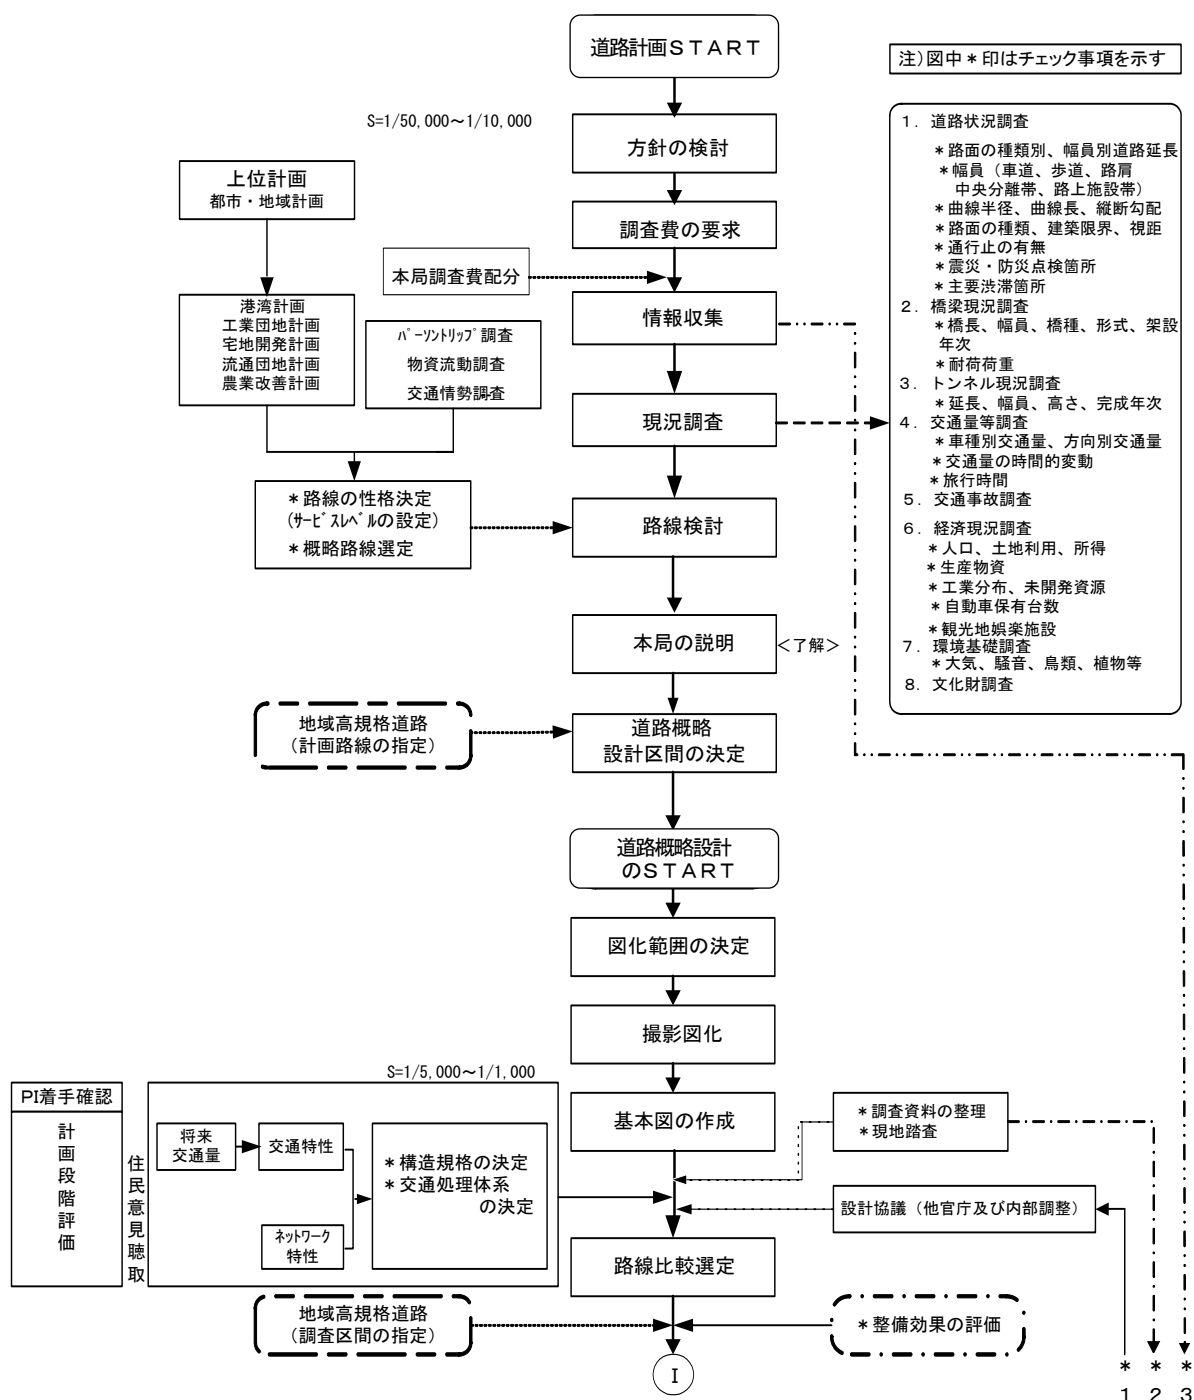 道路計画ＳＴＡＲＴ
注）図中＊印はチェック事項を示す
S=1/50,000～1/10,000
方針の検討
上位計画
都市・地域計画
調査費の要求
本局調査費配分
情報収集
港湾計画
工業団地計画
宅地開発計画
流通団地計画
農業改善計画
ﾊﾟｰｿﾝﾄﾘｯﾌﾟ調査
物資流動調査
交通情勢調査
現況調査
＊路線の性格決定
(ｻｰﾋﾞｽﾚﾍﾞﾙの設定)
＊概略路線選定
路線検討
本局の説明
＜了解＞
地域高規格道路
（計画路線の指定）
道路概略
設計区間の決定
1．道路状況調査
＊路面の種類別、幅員別道路延長
＊幅員（車道、歩道、路肩
中央分離帯、路上施設帯）
＊曲線半径、曲線長、縦断勾配
＊路面の種類、建築限界、視距
＊通行止の有無
＊震災・防災点検箇所
＊主要渋滞箇所
2．橋梁現況調査
＊橋長、幅員、橋種、形式、架設
年次
＊耐荷荷重
3．トンネル現況調査
＊延長、幅員、高さ、完成年次
4．交通量等調査
＊車種別交通量、方向別交通量
＊交通量の時間的変動
＊旅行時間
5．交通事故調査
6．経済現況調査
＊人口、土地利用、所得
＊生産物資
＊工業分布、未開発資源
＊自動車保有台数
＊観光地娯楽施設
7．環境基礎調査
＊大気、騒音、鳥類、植物等
8．文化財調査
道路概略設計
のＳＴＡＲＴ
図化範囲の決定
撮影図化
S=1/5,000～1/1,000
基本図の作成
PI着手確認
計画段階評価
住民意見聴取
将来
交通量
交通特性
ﾈｯﾄﾜｰｸ
特性
＊構造規格の決定
＊交通処理体系
の決定
＊調査資料の整理
＊現地踏査
設計協議（他官庁及び内部調整）
路線比較選定
地域高規格道路
（調査区間の指定）
＊整備効果の評価
I
＊ ＊ ＊
1 2 3